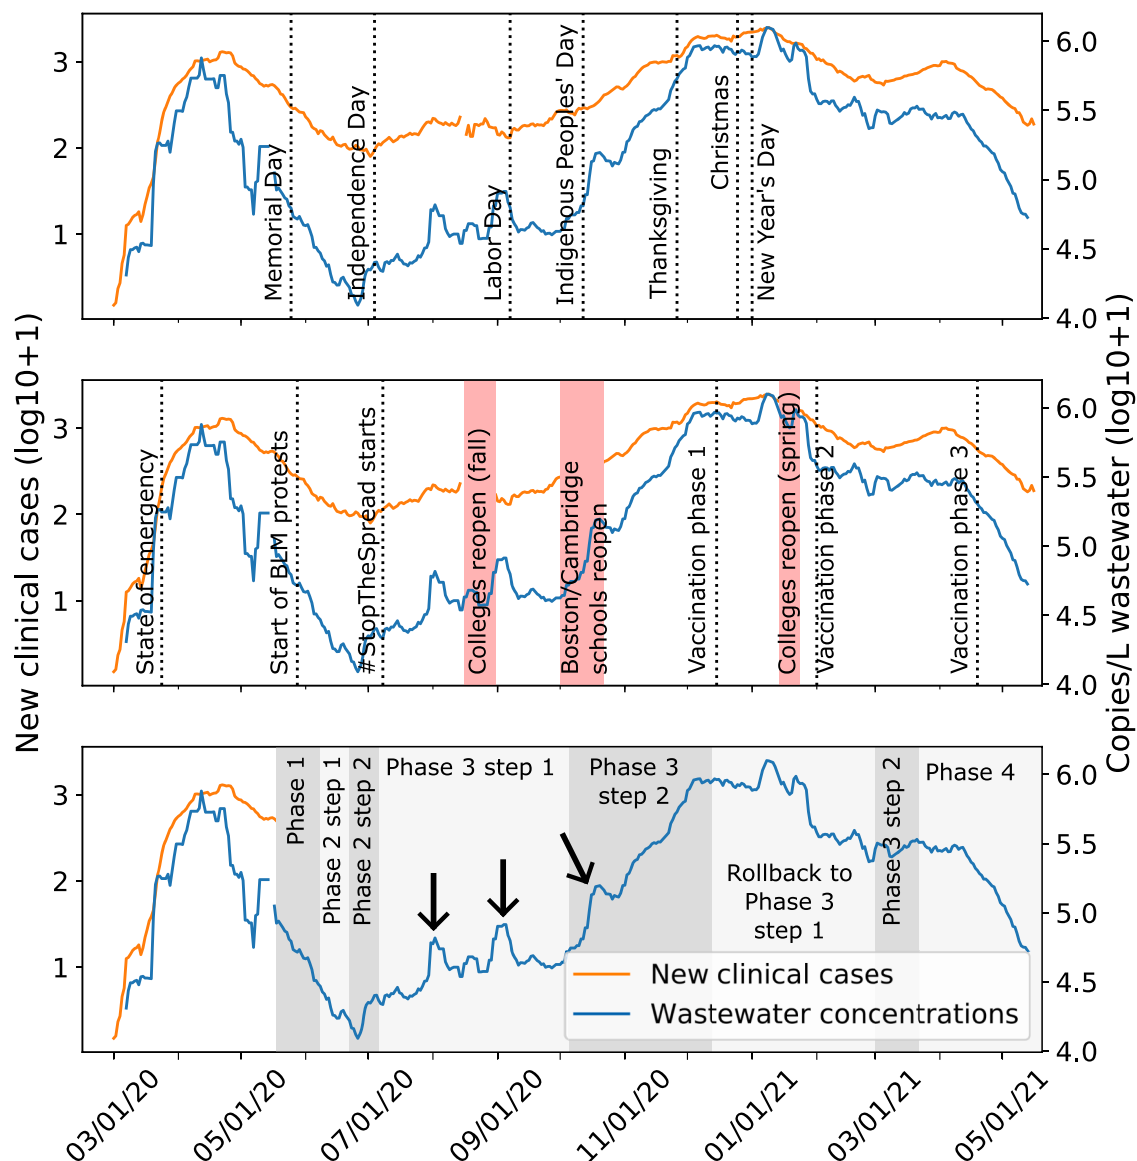 New clinical cases (log10+1)
Copies/L wastewater (log10+1)
3
2
1
6.0
5.5
5.0
4.5
4.0
Memorial Day
Independence Day
Labor Day
Indigenous Peoples' Day
Thanksgiving
Christmas
New Year's Day
3
2
1
6.0
5.5
5.0
4.5
4.0
State of emergency
Start of BLM protests
#StopTheSpread starts
Colleges reopen (fall)
Boston/Cambridge
schools reopen
Vaccination phase 1
Colleges reopen (spring)
Vaccination phase 2
Vaccination phase 3
3
2
1
6.0
5.5
5.0
4.5
4.0
Phase 1
Phase 2 step 1
Phase 2 step 2
Phase 3 step 1
Phase 3
step 2
Rollback to
Phase 3
step 1
Phase 3 step 2
Phase 4
New clinical cases
Wastewater concentrations
03/01/20
05/01/20
07/01/20
09/01/20
11/01/20
01/01/21
03/01/21
05/01/21